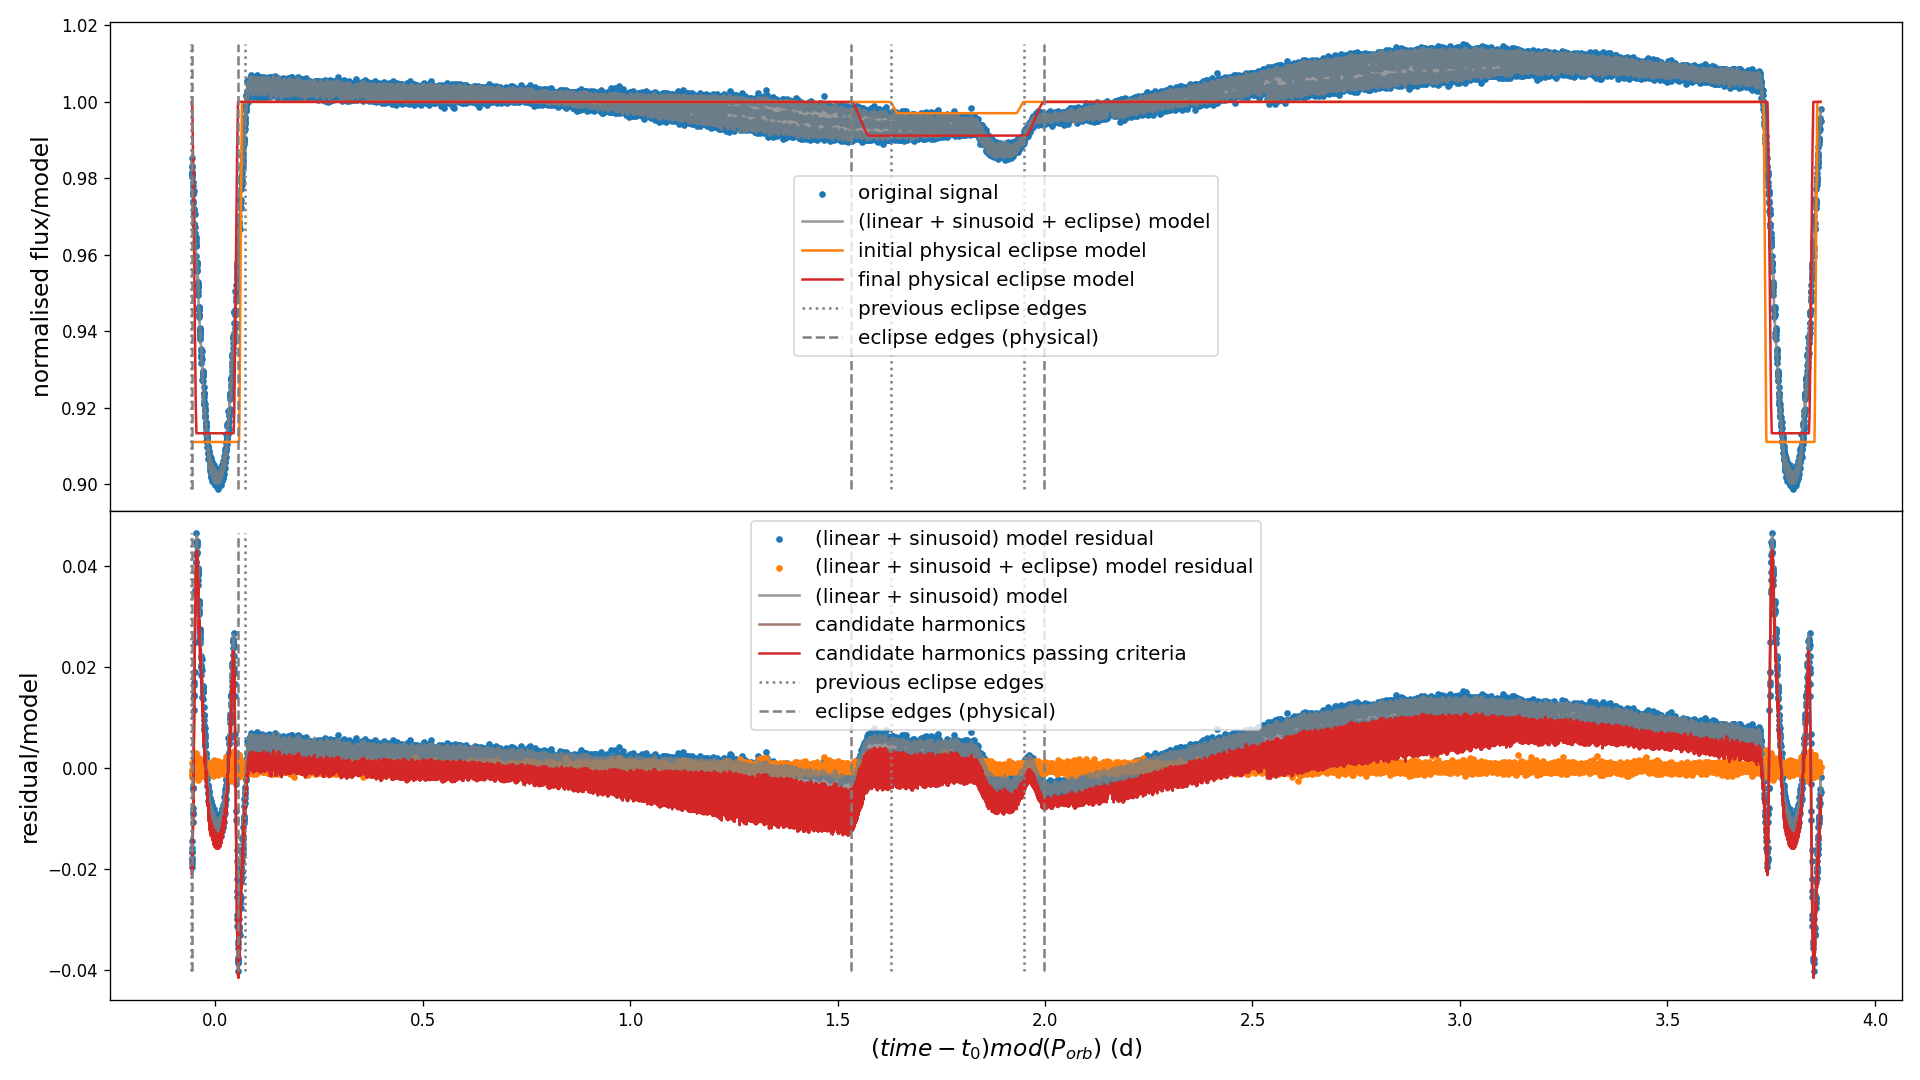 1.02
1.00
0.98
0.96
0.94
0.92
0.90
normalised flux/model
original signal
(linear + sinusoid + eclipse) model
initial physical eclipse model
final physical eclipse model
previous eclipse edges
eclipse edges (physical)
0.04
0.02
0.00
−0.02
−0.04
residual/model
(linear + sinusoid) model residual
(linear + sinusoid + eclipse) model residual
(linear + sinusoid) model
candidate harmonics
candidate harmonics passing criteria
previous eclipse edges
eclipse edges (physical)
0.0 0.5 1.0 1.5 2.0 2.5 3.0 3.5 4.0
(time − t₀)mod(Pₒᵣb) (d)